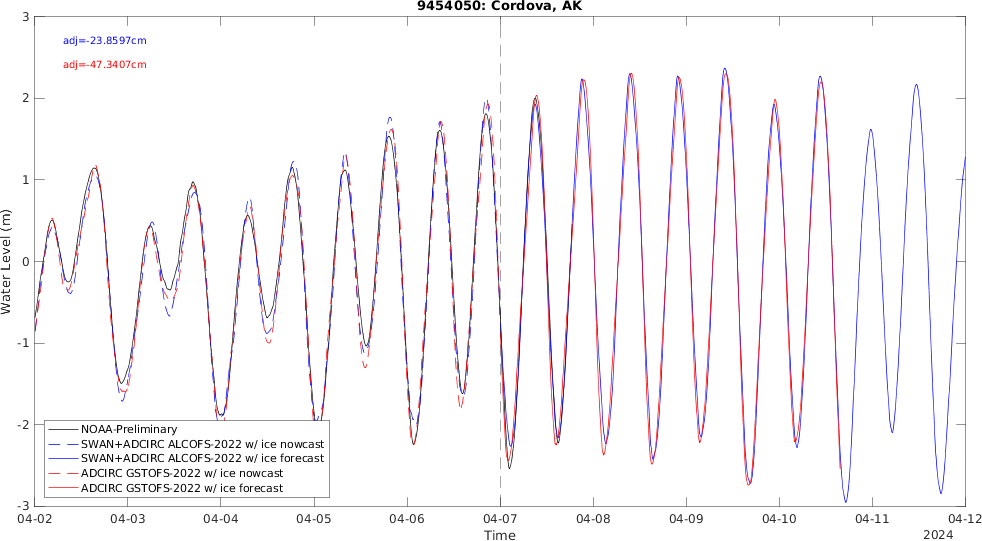 9454050: Cordova, AK
adj=-23.8597cm
adj=-47.3407cm
Water Level (m)
3
2
1
0
-1
-2
-3
NOAA-Preliminary
SWAN+ADCIRC ALCOFS-2022 w/ ice nowcast
SWAN+ADCIRC ALCOFS-2022 w/ ice forecast
ADCIRC GSTOFS-2022 w/ ice nowcast
ADCIRC GSTOFS-2022 w/ ice forecast
04-02 04-03 04-04 04-05 04-06 04-07 04-08 04-09 04-10 04-11 04-12
Time
2024